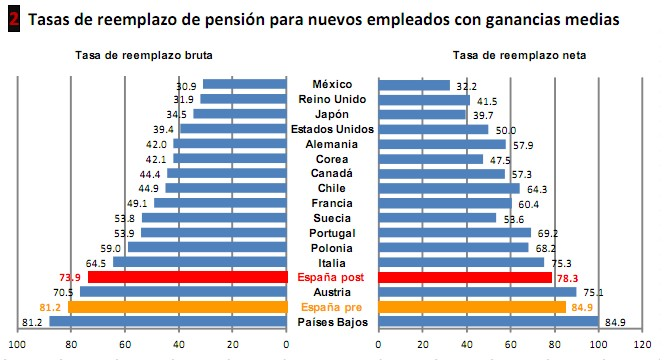 2 Tasas de reemplazo de pensión para nuevos empleados con ganancias medias
Tasa de reemplazo bruta Tasa de reemplazo neta
30.9 México 32.2
31.9 Reino Unido 41.5
34.5 Japón 39.7
39.4 Estados Unidos 50.0
42.0 Alemania 57.9
42.1 Corea 47.5
44.4 Canadá 57.3
44.9 Chile 64.3
49.1 Francia 60.4
53.8 Suecia 53.6
53.9 Portugal 69.2
59.0 Polonia 68.2
64.5 Italia 75.3
73.9 España post 78.3
70.5 Austria 75.1
81.2 España pre 84.9
81.2 Países Bajos 84.9
100 80 60 40 20 0 0 20 40 60 80 100 120